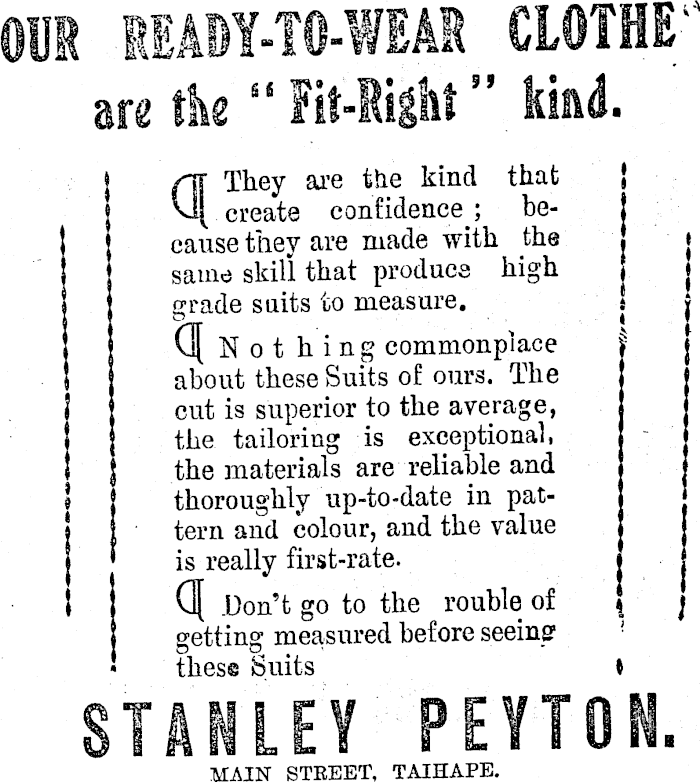 OUR READY-TO-WEAR CLOTHE
are the "Fit-Right" kind.
¶ They are the kind that
create confidence; be-
cause they are made with the
same skill that produce high
grade suits to measure.
¶ Nothing commonplace
about these Suits of ours. The
cut is superior to the average,
the tailoring is exceptional,
the materials are reliable and
thoroughly up-to-date in pat-
tern and colour, and the value
is really first-rate.
¶ Don't go to the rouble of
getting measured before seeing
these Suits
STANLEY PEYTON.
MAIN STREET, TAIHAPE.